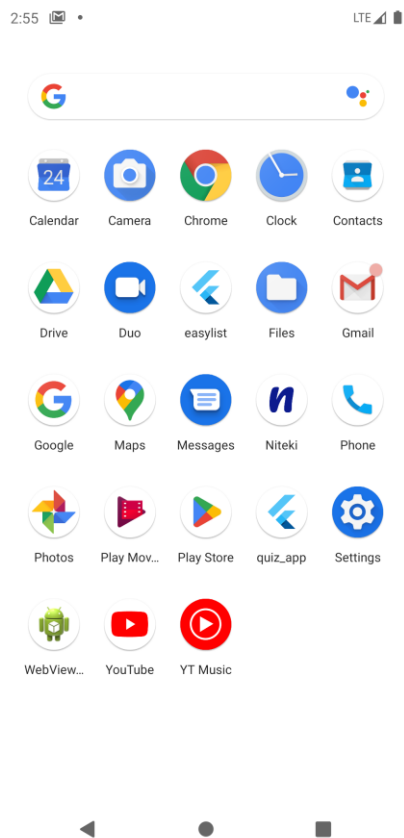 2:55 LTE
24
Calendar Camera Chrome Clock Contacts
Drive Duo easylist Files Gmail
n
Google Maps Messages Niteki Phone
Photos Play Mov... Play Store quiz_app Settings
WebView... YouTube YT Music